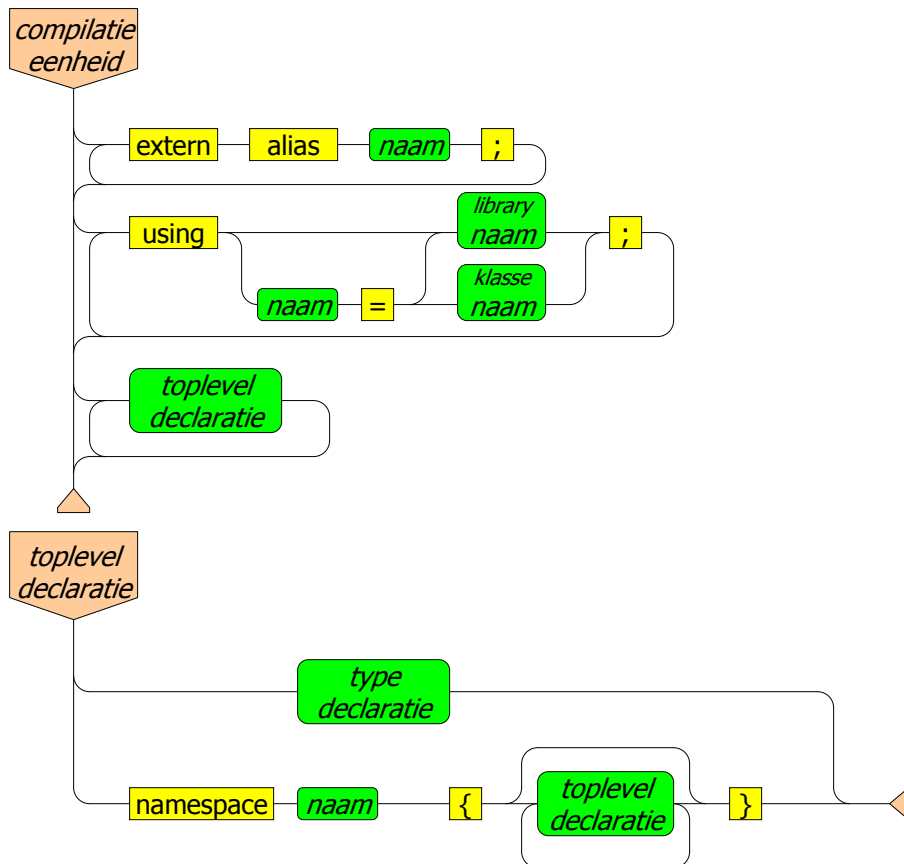 compilatie
eenheid
extern alias naam ;
library
naam
using ;
klasse
naam
naam =
toplevel
declaratie
toplevel
declaratie
type
declaratie
toplevel
declaratie
namespace naam { }